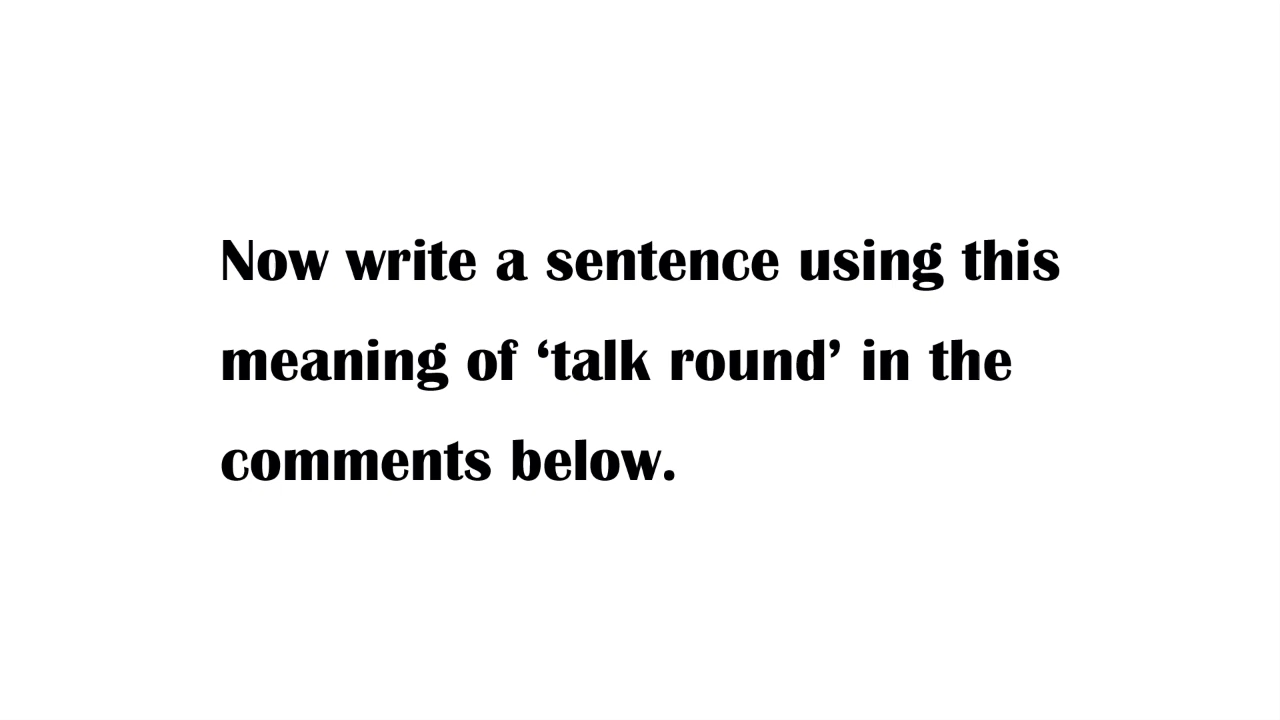 Now write a sentence using this
meaning of ‘talk round’ in the
comments below.